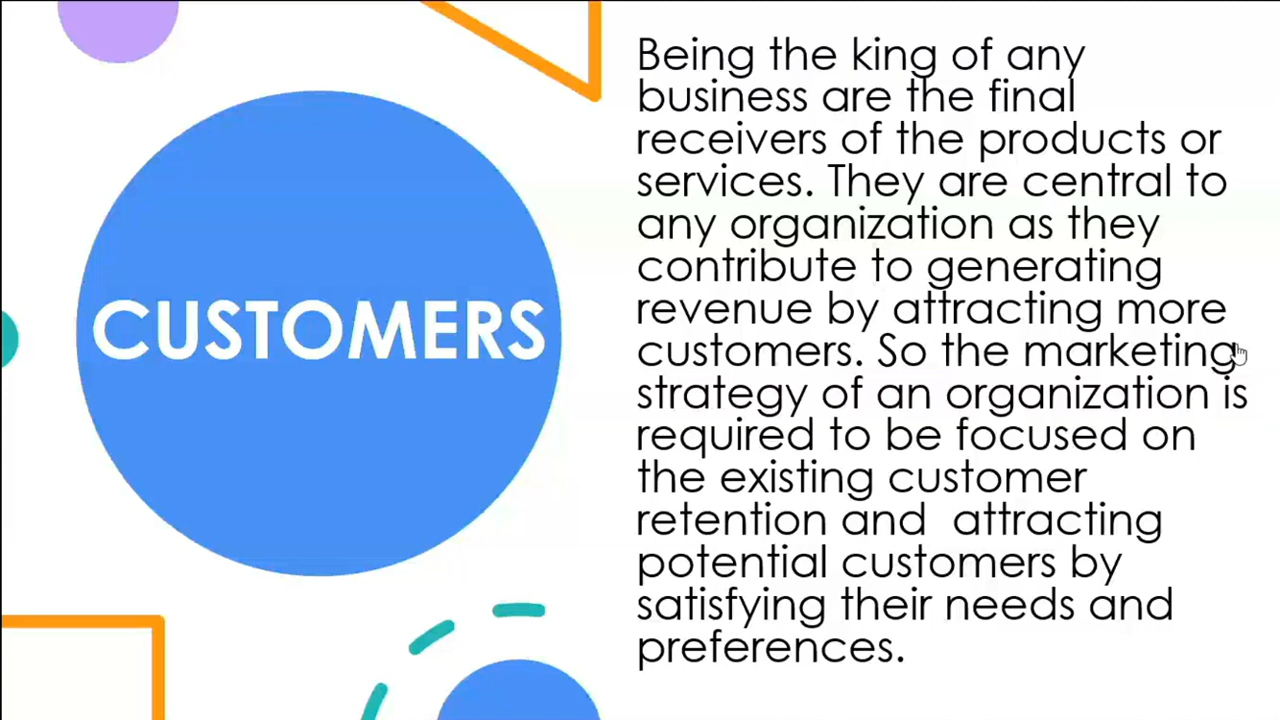 CUSTOMERS
Being the king of any
business are the final
receivers of the products or
services. They are central to
any organization as they
contribute to generating
revenue by attracting more
customers. So the marketing
strategy of an organization is
required to be focused on
the existing customer
retention and  attracting
potential customers by
satisfying their needs and
preferences.